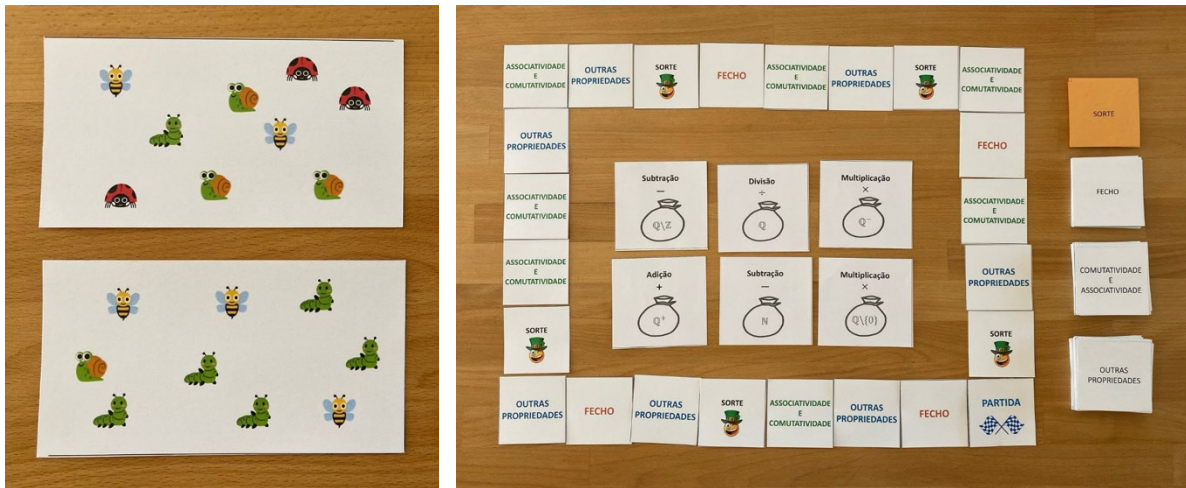 ASSOCIATIVIDADE
E
COMUTATIVIDADE
OUTRAS
PROPRIEDADES
SORTE
FECHO
ASSOCIATIVIDADE
E
COMUTATIVIDADE
OUTRAS
PROPRIEDADES
SORTE
ASSOCIATIVIDADE
E
COMUTATIVIDADE
OUTRAS
PROPRIEDADES
FECHO
ASSOCIATIVIDADE
E
COMUTATIVIDADE
ASSOCIATIVIDADE
E
COMUTATIVIDADE
ASSOCIATIVIDADE
E
COMUTATIVIDADE
OUTRAS
PROPRIEDADES
SORTE
SORTE
OUTRAS
PROPRIEDADES
FECHO
OUTRAS
PROPRIEDADES
SORTE
ASSOCIATIVIDADE
E
COMUTATIVIDADE
OUTRAS
PROPRIEDADES
FECHO
PARTIDA
Subtração
−
ℚ\ℤ
Divisão
÷
ℚ
Multiplicação
×
ℚ⁻
Adição
+
ℚ⁺
Subtração
−
ℕ
Multiplicação
×
ℚ\{0}
SORTE
FECHO
COMUTATIVIDADE
E
ASSOCIATIVIDADE
OUTRAS
PROPRIEDADES